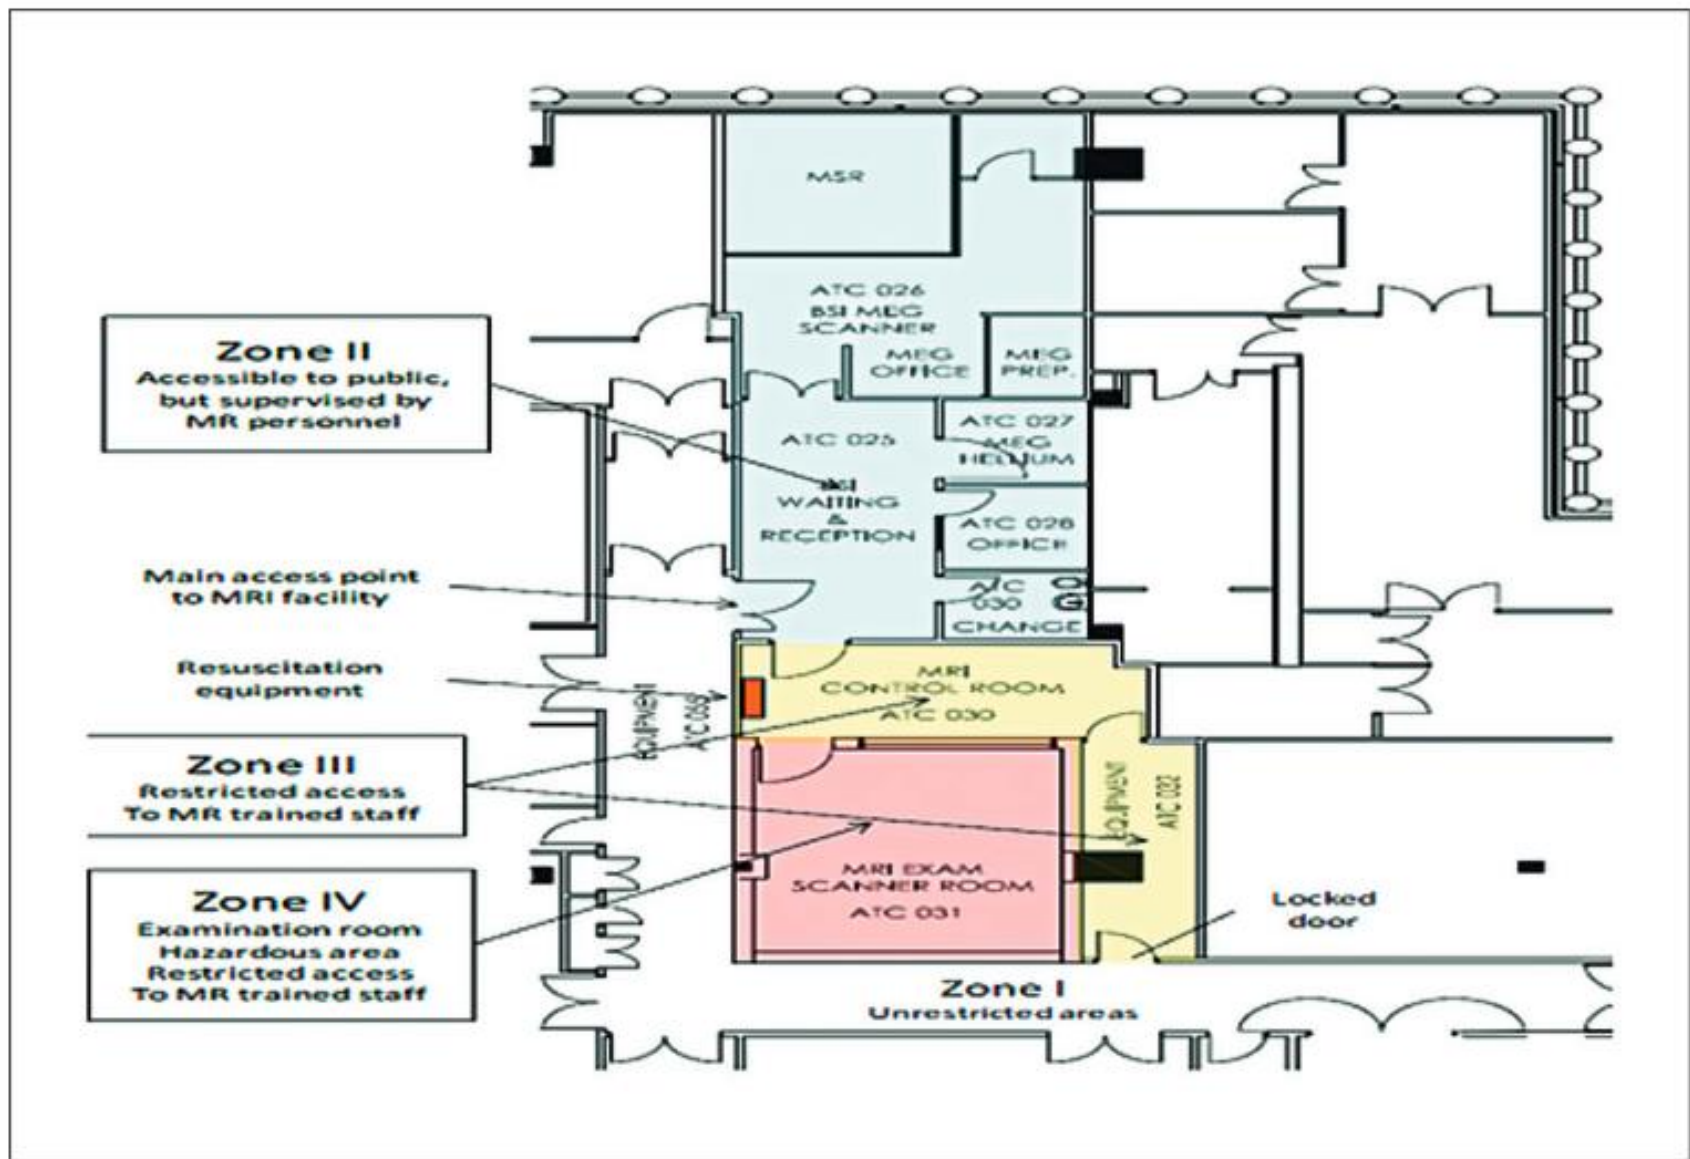 MSR
ATC 026
BSI MEG
SCANNER
MEG
OFFICE
MEG
PREP.
Zone II
Accessible to public,
but supervised by
MR personnel
ATC 025
BSI
WAITING
&
RECEPTION
ATC 027
MEG
HELIUM
ATC 028
OFFICE
ATC
030
CHANGE
Main access point
to MRI facility
Resuscitation
equipment
MRI
CONTROL ROOM
ATC 030
EQUIPMENT
Zone III
Restricted access
To MR trained staff
EQUIPMENT
ATC 032
MRI EXAM
SCANNER ROOM
ATC 031
Zone IV
Examination room
Hazardous area
Restricted access
To MR trained staff
Locked
door
Zone I
Unrestricted areas